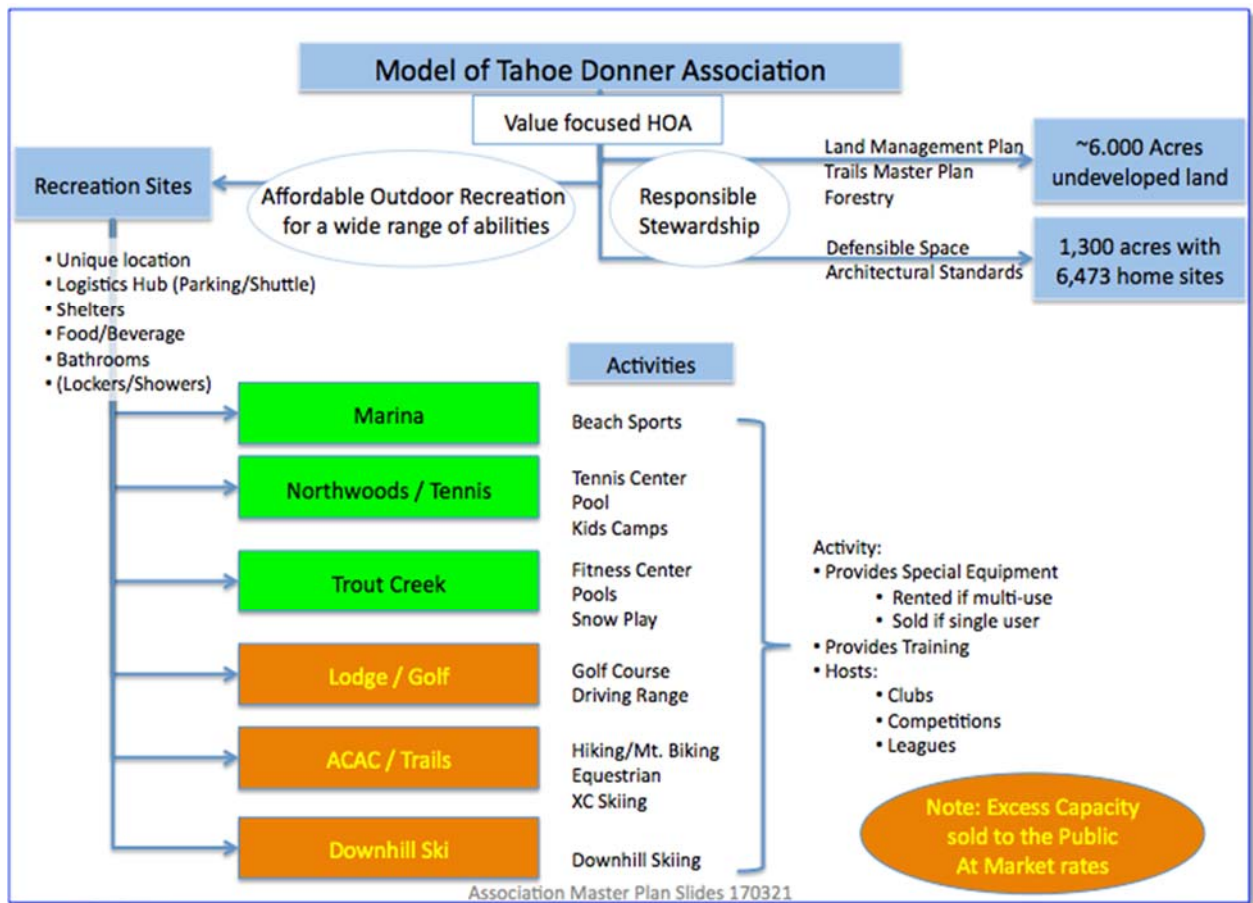 Model of Tahoe Donner Association
Value focused HOA
Recreation Sites
Affordable Outdoor Recreation
for a wide range of abilities
Responsible
Stewardship
Land Management Plan
Trails Master Plan
Forestry
~6.000 Acres
undeveloped land
Defensible Space
Architectural Standards
1,300 acres with
6,473 home sites
• Unique location
• Logistics Hub (Parking/Shuttle)
• Shelters
• Food/Beverage
• Bathrooms
• (Lockers/Showers)
Activities
Marina
Beach Sports
Northwoods / Tennis
Tennis Center
Pool
Kids Camps
Trout Creek
Fitness Center
Pools
Snow Play
Lodge / Golf
Golf Course
Driving Range
ACAC / Trails
Hiking/Mt. Biking
Equestrian
XC Skiing
Downhill Ski
Downhill Skiing
Activity:
• Provides Special Equipment
• Rented if multi-use
• Sold if single user
• Provides Training
• Hosts:
• Clubs
• Competitions
• Leagues
Note: Excess Capacity
sold to the Public
At Market rates
Association Master Plan Slides 170321